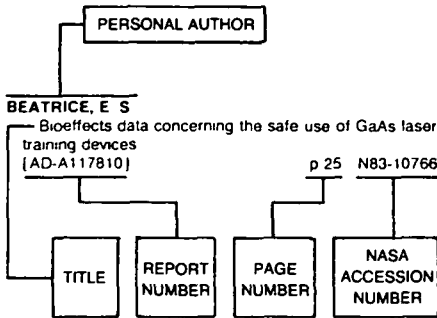 PERSONAL AUTHOR
BEATRICE, E S
Bioeffects data concerning the safe use of GaAs laser
training devices
[AD-A117810] p 25 N83-10766
TITLE
REPORT
NUMBER
PAGE
NUMBER
NASA
ACCESSION
NUMBER